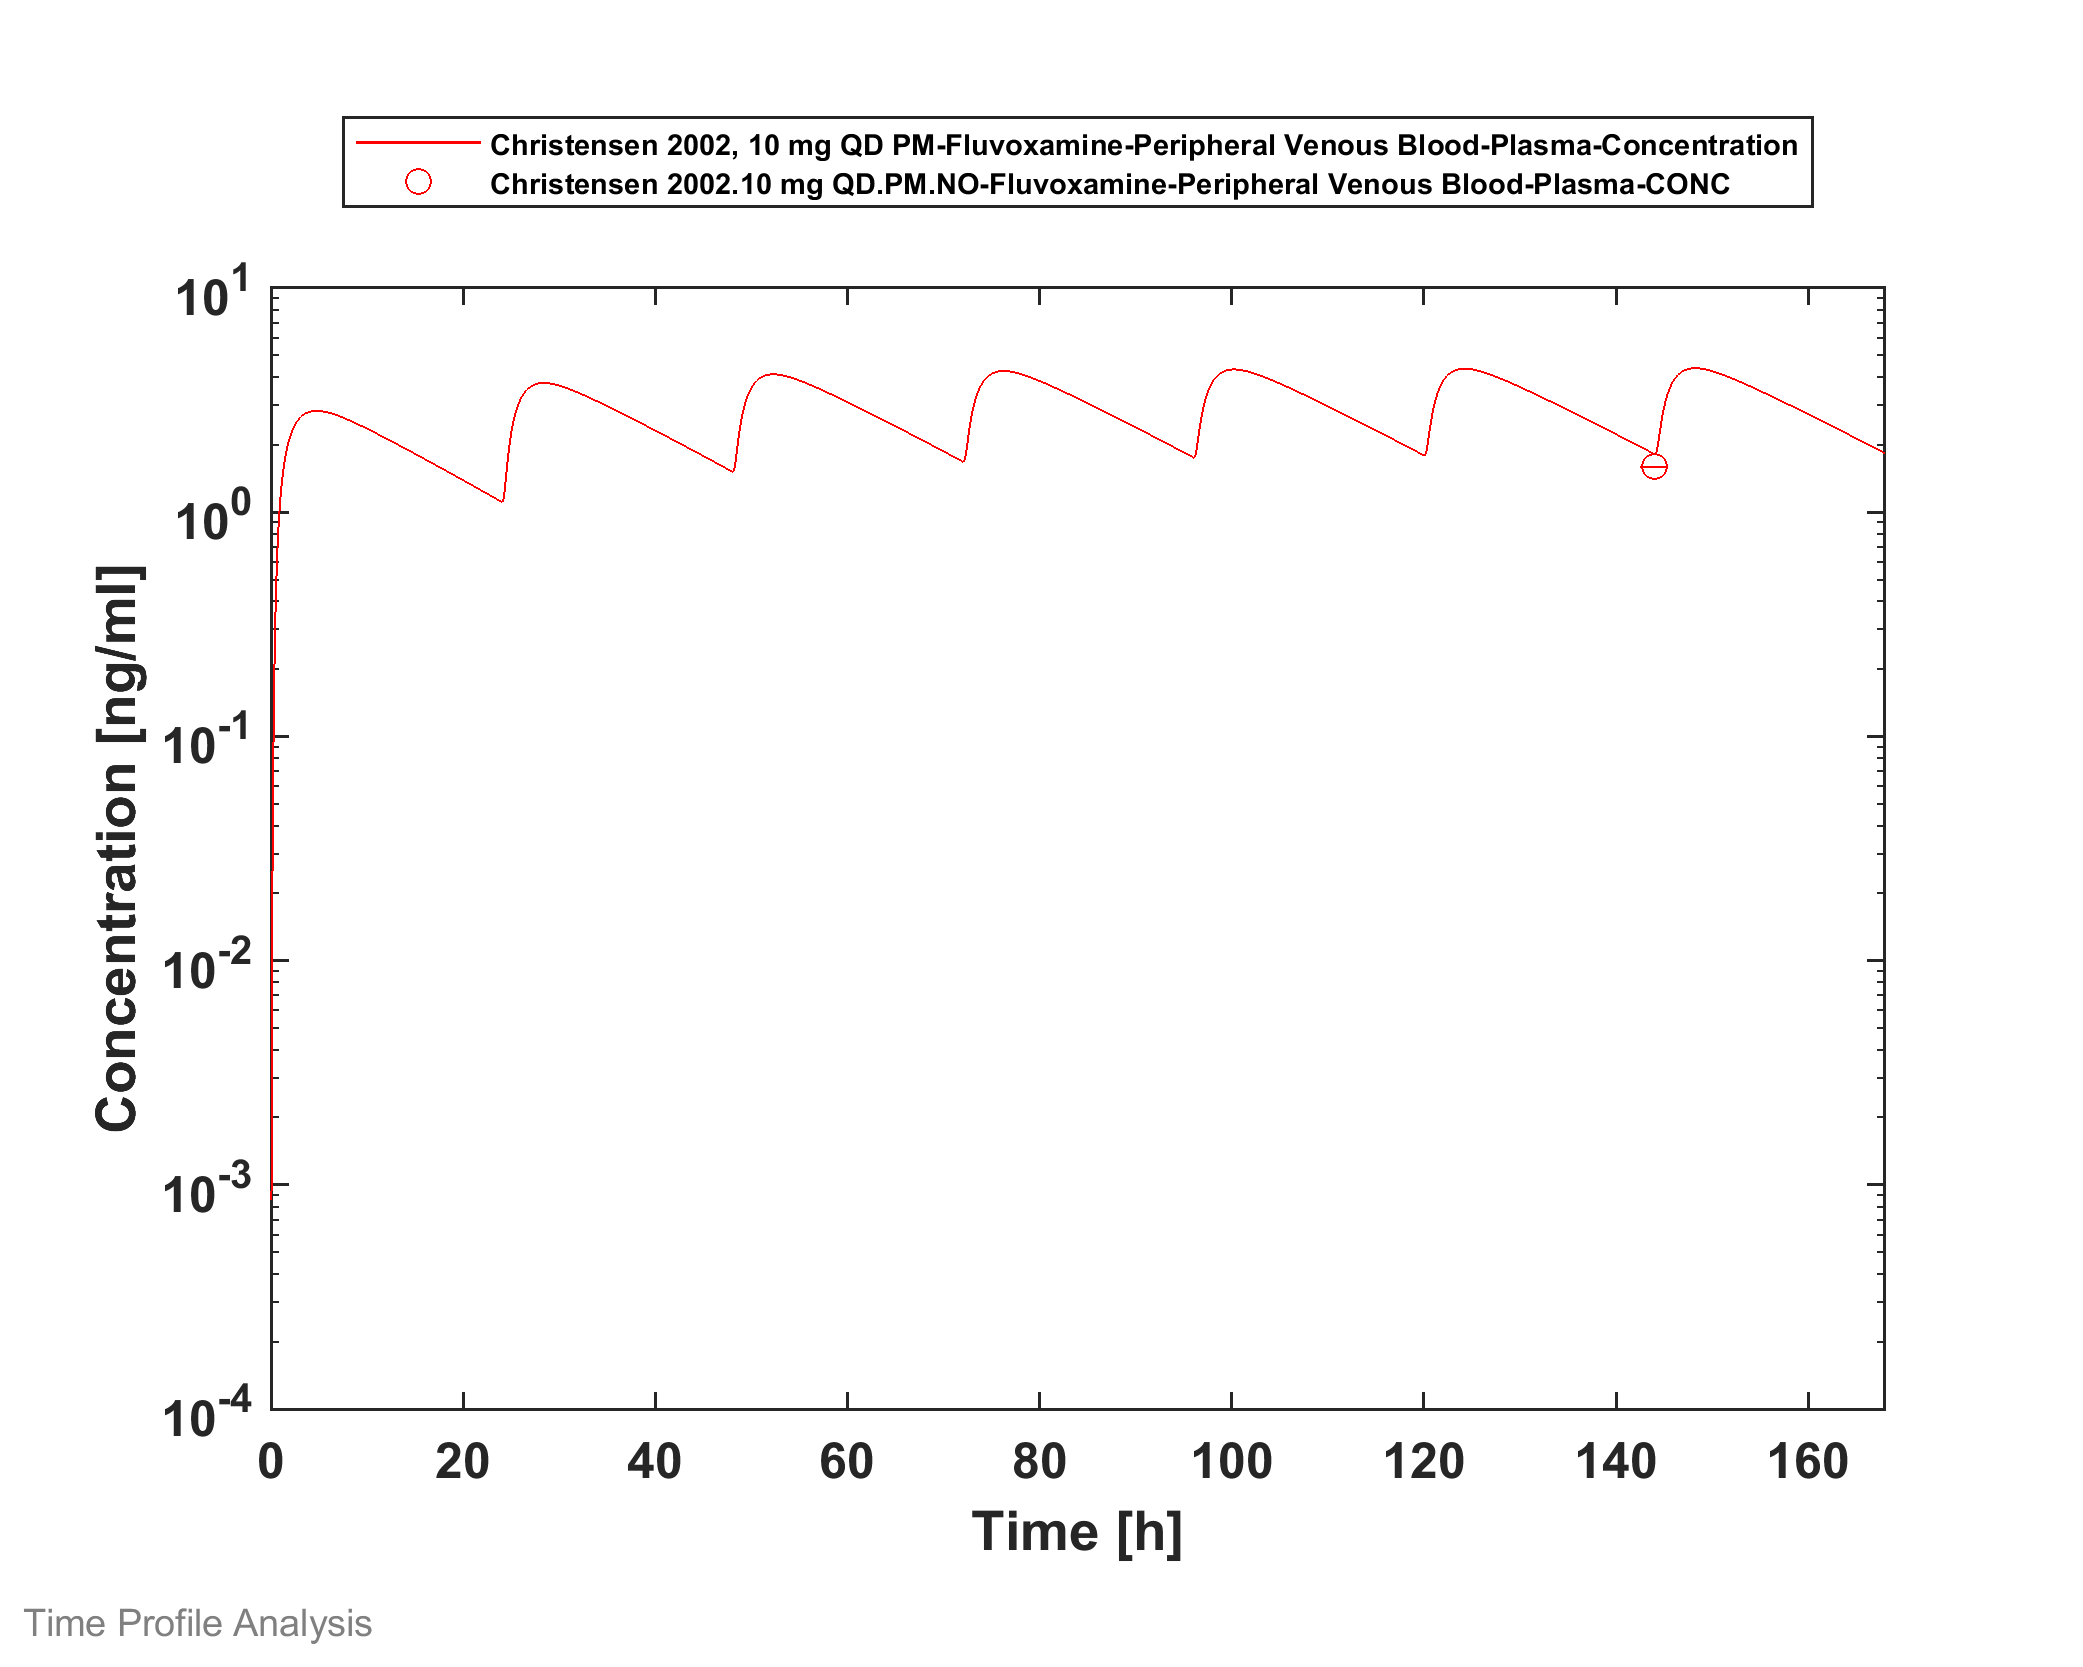 Christensen 2002, 10 mg QD PM-Fluvoxamine-Peripheral Venous Blood-Plasma-Concentration
Christensen 2002.10 mg QD.PM.NO-Fluvoxamine-Peripheral Venous Blood-Plasma-CONC
10^1
10^0
10^-1
10^-2
10^-3
10^-4
Concentration [ng/ml]
0 20 40 60 80 100 120 140 160
Time [h]
Time Profile Analysis